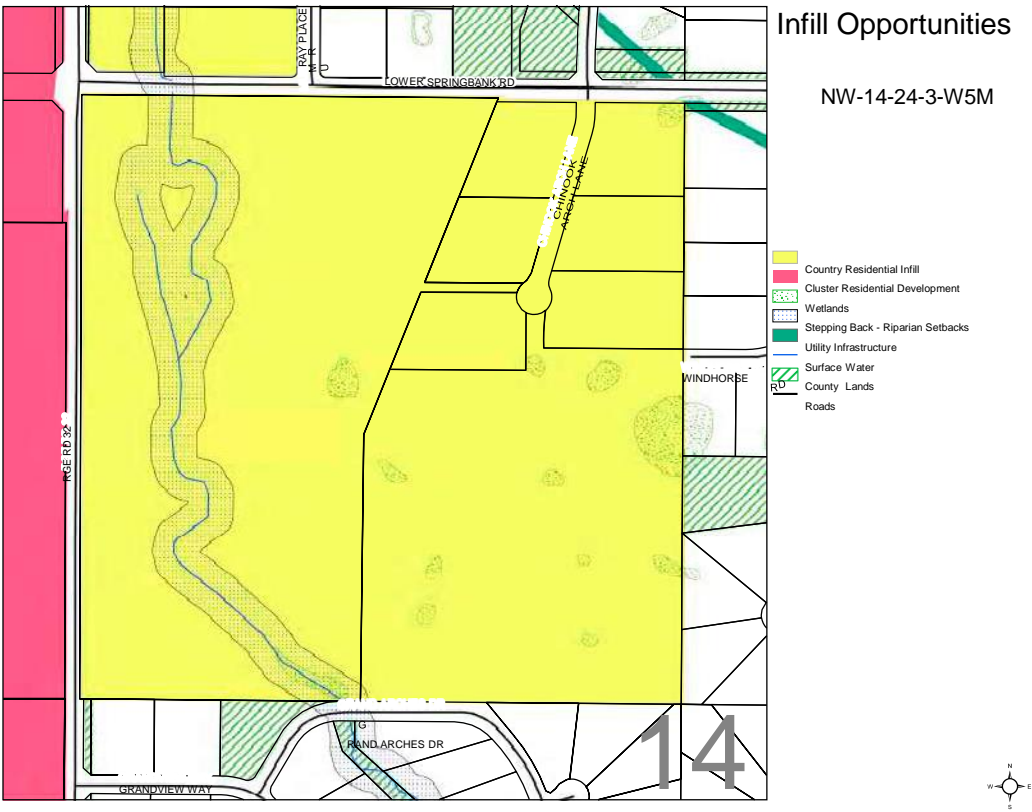 Infill Opportunities
NW-14-24-3-W5M
RAY PLACE
M R
U
LOWER SPRINGBANK RD
CHINOOK
ARCH LANE
Country Residential Infill
Cluster Residential Development
Wetlands
Stepping Back - Riparian Setbacks
Utility Infrastructure
Surface Water
County Lands
Roads
WINDHORSE
RD
RGE RD 32
G
RAND ARCHES DR
GRANDVIEW WAY
14
N
W E
S